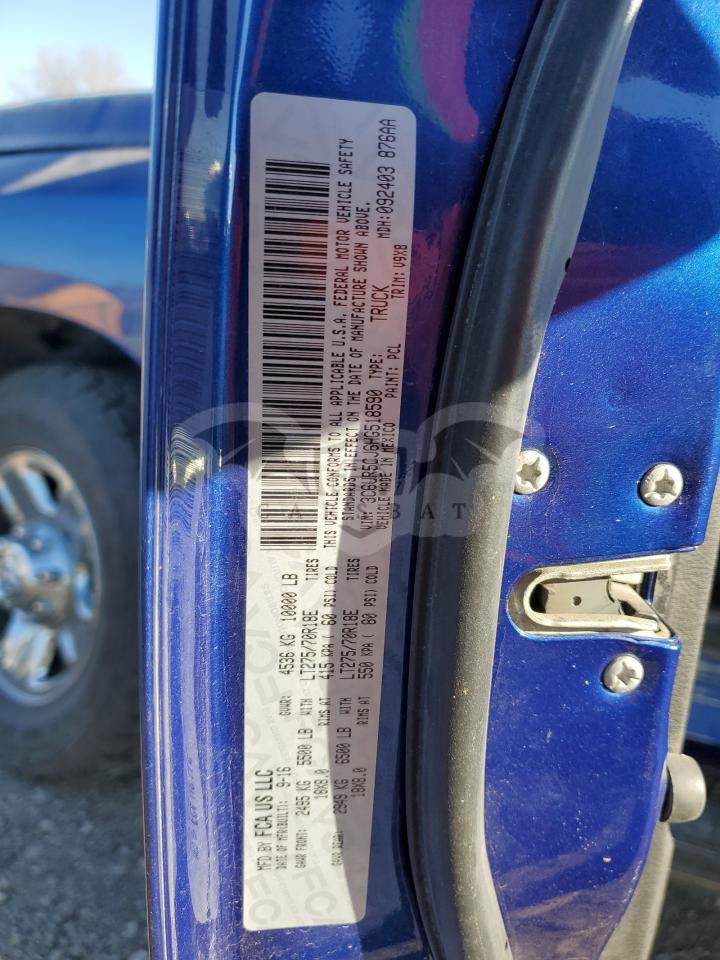 MFD BY FCA US LLC
DATE OF MFR(BUILT): 9-16 GVWR: 4536 KG 10000 LB
GAWR FRONT: 2495 KG 5500 LB WITH LT275/70R18E TIRES
18X8.0 RIMS AT 415 KPA ( 60 PSI) COLD
GAWR REAR: 2949 KG 6500 LB WITH LT275/70R18E TIRES
18X8.0 RIMS AT 550 KPA ( 80 PSI) COLD
THIS VEHICLE CONFORMS TO ALL APPLICABLE U.S.A. FEDERAL MOTOR VEHICLE SAFETY
STANDARDS IN EFFECT ON THE DATE OF MANUFACTURE SHOWN ABOVE.
VIN: 3C6UR5DJ6HG518590 TYPE: TRUCK MDH:092403 876AA
VEHICLE MADE IN MEXICO PAINT: PCL TRIM: V9X8